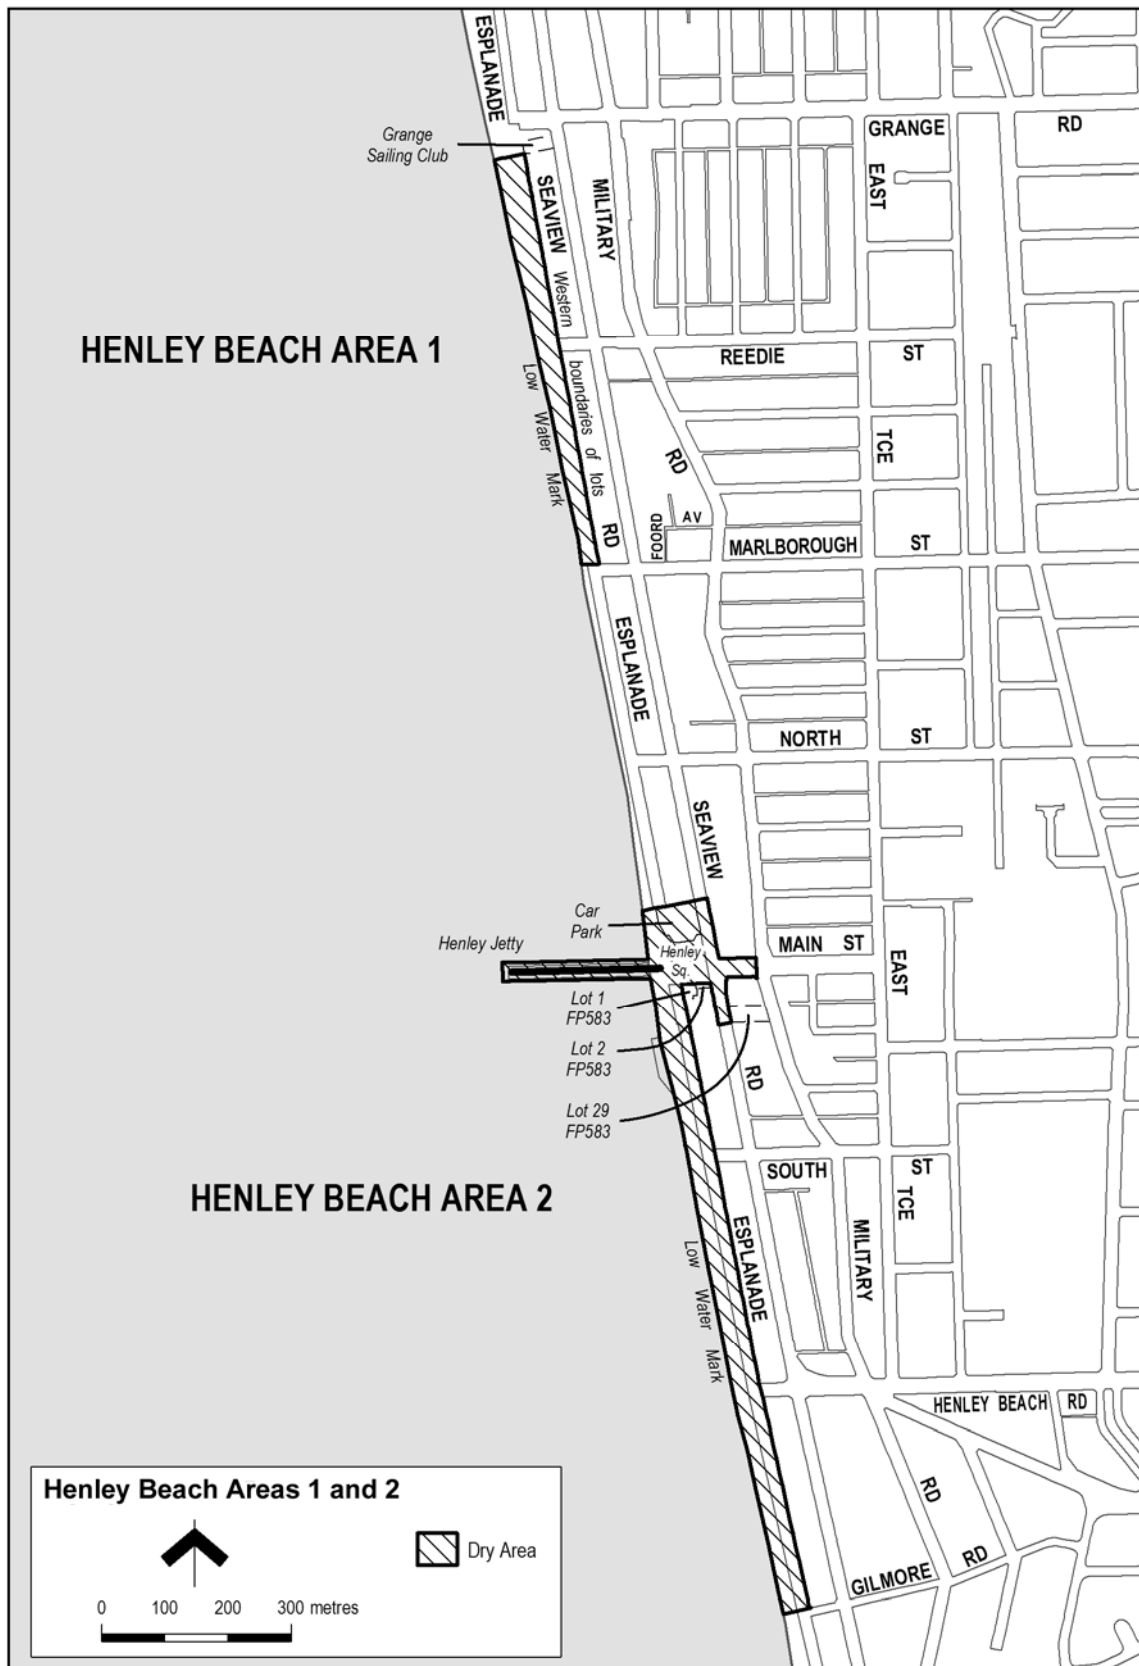 ESPLANADE
Grange
Sailing Club
GRANGE
RD
EAST
SEAVIEW
MILITARY
Western
HENLEY BEACH AREA 1
REEDIE
ST
Low Water Mark
boundaries of lots
TCE
RD
RD
FOORD
AV
MARLBOROUGH
ST
ESPLANADE
NORTH
ST
SEAVIEW
Car
Park
Henley Jetty
Henley
Sq.
MAIN ST
EAST
Lot 1
FP583
Lot 2
FP583
RD
Lot 29
FP583
SOUTH
ST
TCE
HENLEY BEACH AREA 2
ESPLANADE
MILITARY
Low Water Mark
HENLEY BEACH
RD
RD
GILMORE
RD
Henley Beach Areas 1 and 2
Dry Area
0 100 200 300 metres